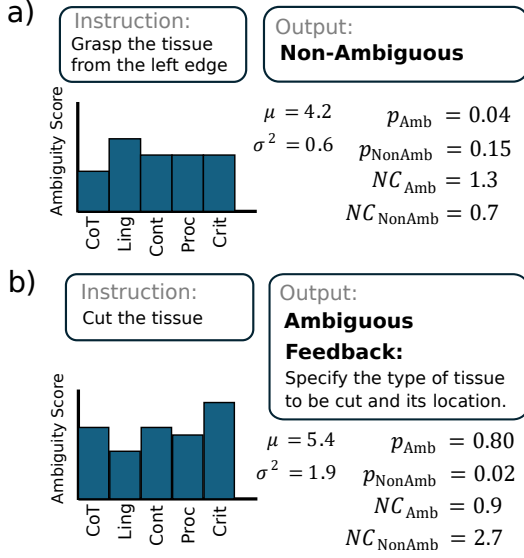 a)
Instruction:
Grasp the tissue
from the left edge
Output:
Non-Ambiguous
Ambiguity Score
CoT
Ling
Cont
Proc
Crit
μ = 4.2
σ² = 0.6
p_Amb = 0.04
p_NonAmb = 0.15
NC_Amb = 1.3
NC_NonAmb = 0.7
b)
Instruction:
Cut the tissue
Output:
Ambiguous
Feedback:
Specify the type of tissue
to be cut and its location.
Ambiguity Score
CoT
Ling
Cont
Proc
Crit
μ = 5.4
σ² = 1.9
p_Amb = 0.80
p_NonAmb = 0.02
NC_Amb = 0.9
NC_NonAmb = 2.7